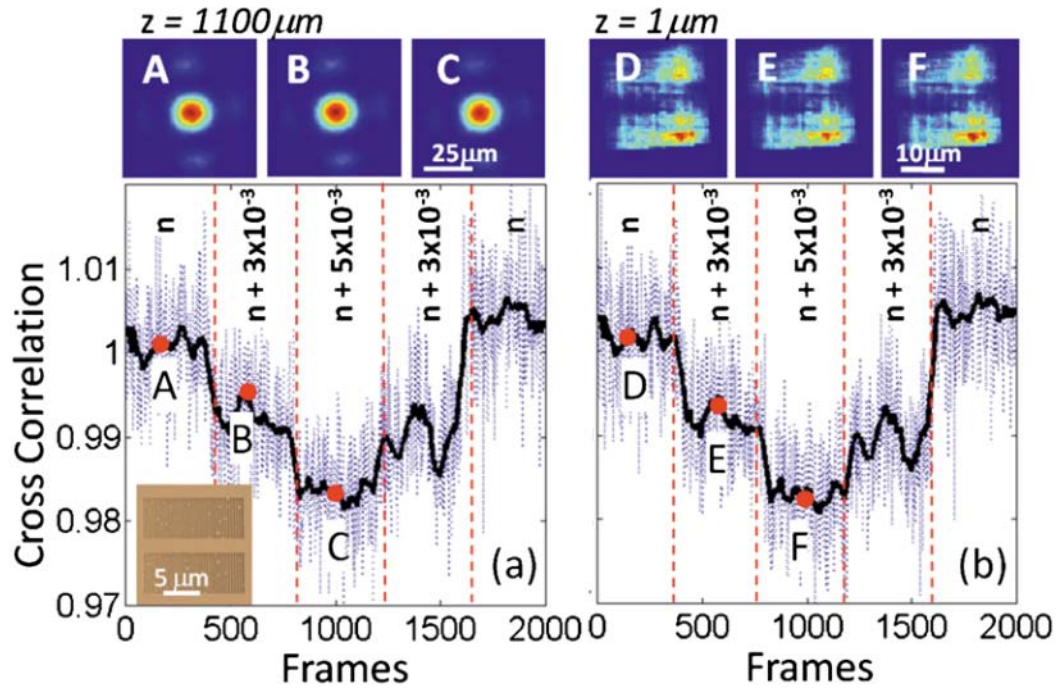 z = 1100μm
z = 1μm
A
B
C
D
E
F
25μm
10μm
n
n + 3x10⁻³
n + 5x10⁻³
n + 3x10⁻³
n
n
n + 3x10⁻³
n + 5x10⁻³
n + 3x10⁻³
n
1.01
1
0.99
0.98
0.97
Cross Correlation
A
B
C
D
E
F
5 μm
(a)
(b)
0
500
1000
1500
2000
0
500
1000
1500
2000
Frames
Frames